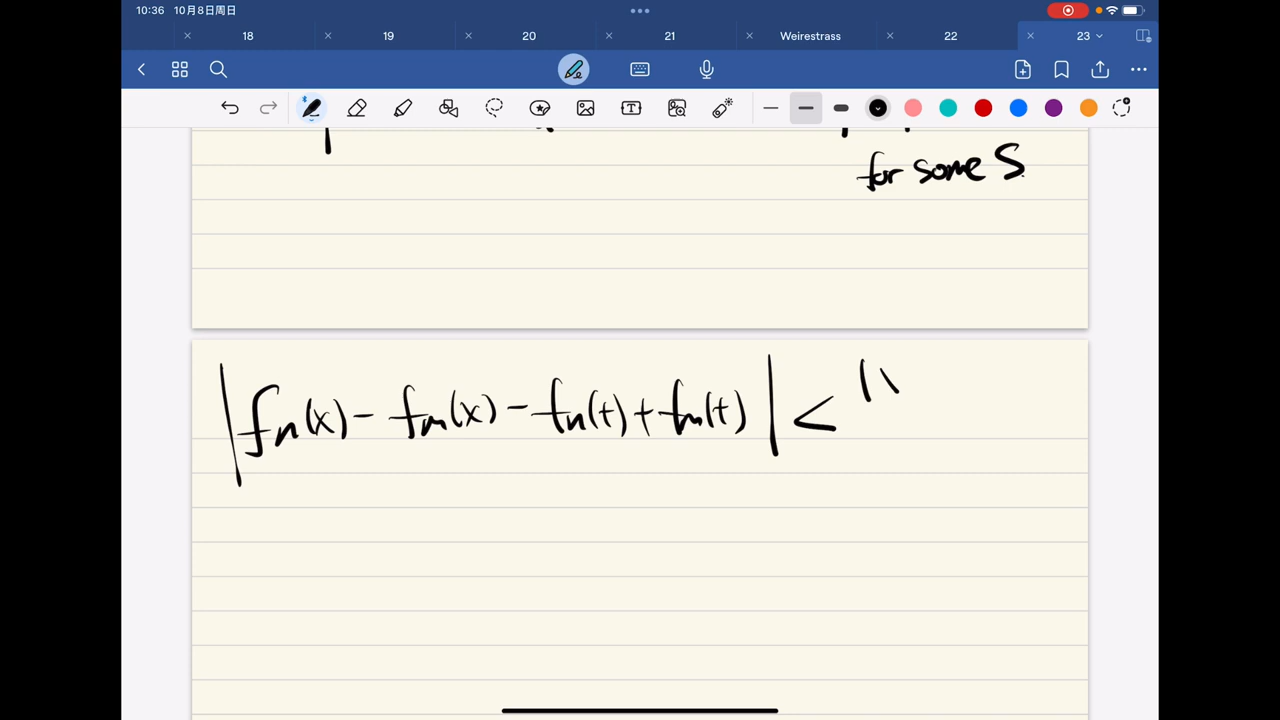 10:36 10月8日周日
18 19 20 21 Weirestrass 22 23
for some S.
|fn(x) - fm(x) - fn(t) + fm(t)| <